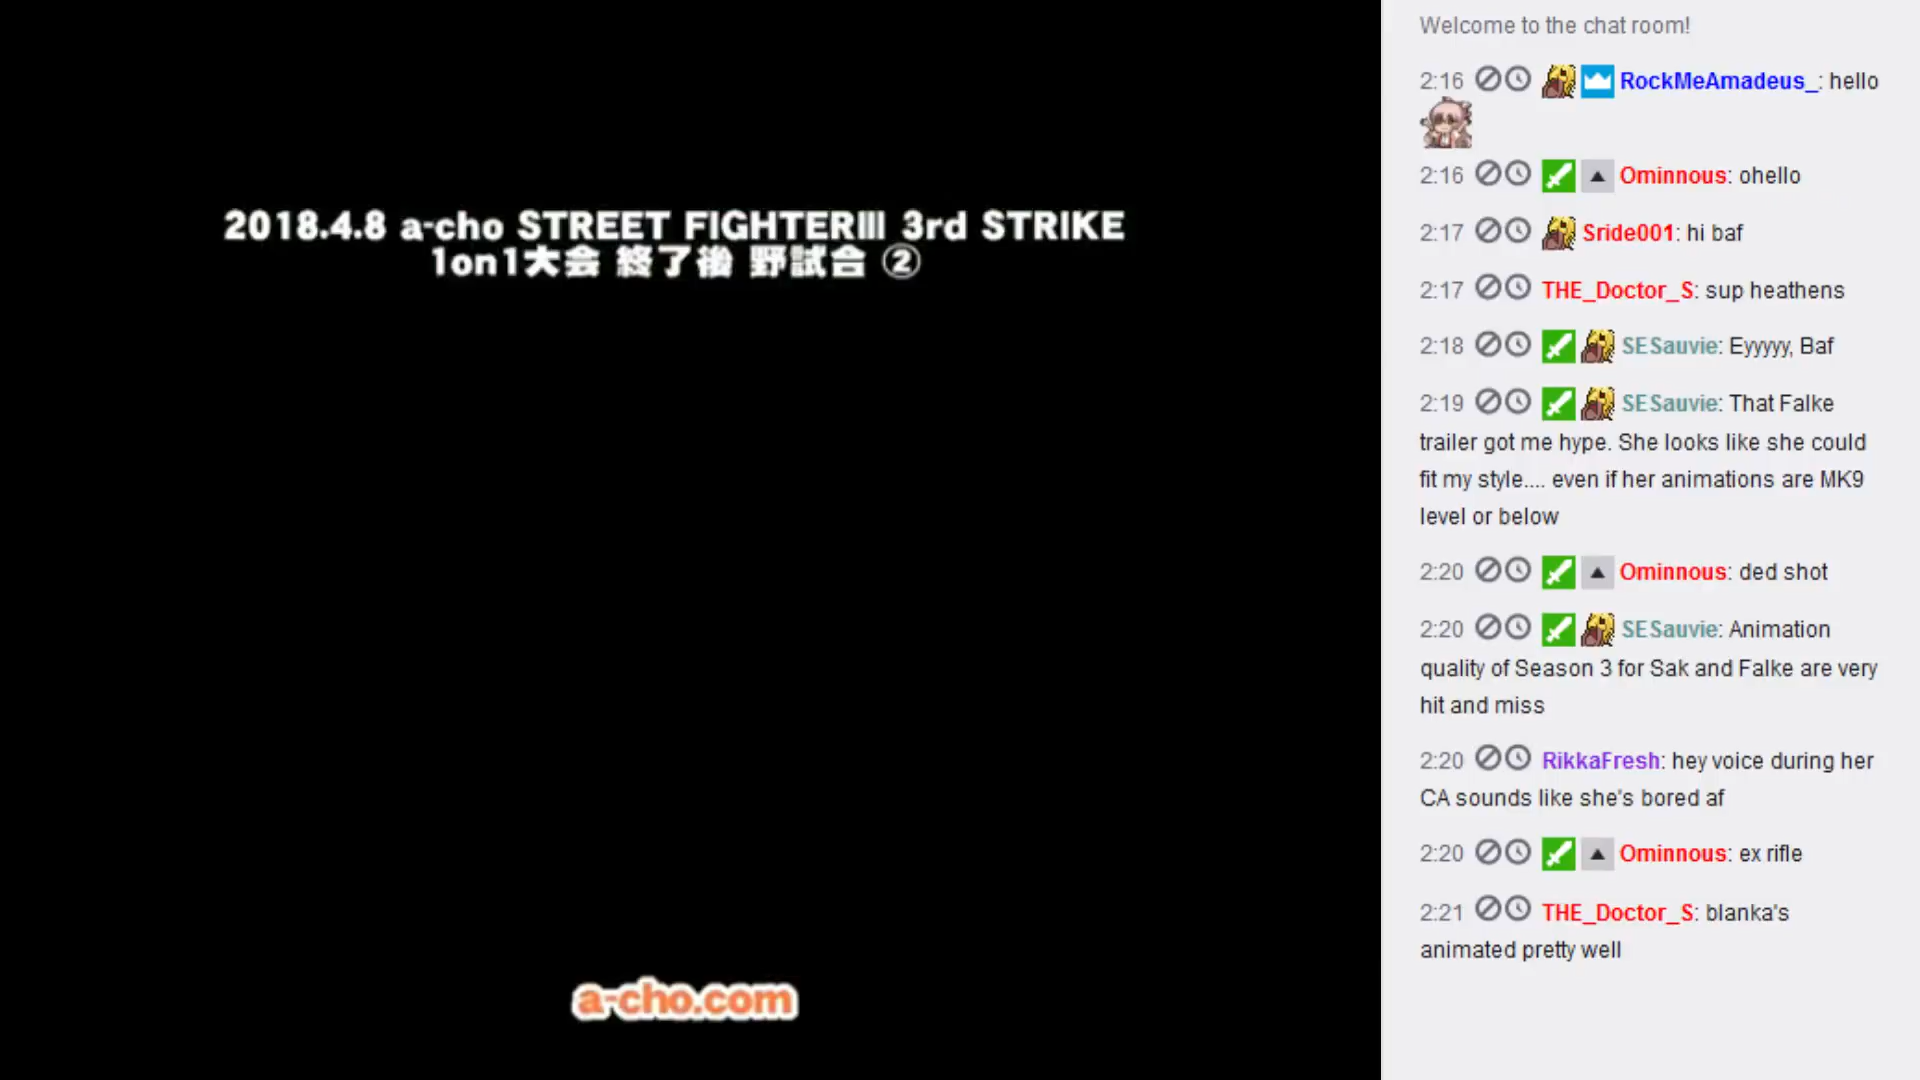 2018.4.8 a-cho STREET FIGHTERⅢ 3rd STRIKE
1on1大会 終了後 野試合 ②
a-cho.com
Welcome to the chat room!
2:16 RockMeAmadeus_: hello
2:16 Ominnous: ohello
2:17 Sride001: hi baf
2:17 THE_Doctor_S: sup heathens
2:18 SESauvie: Eyyyyy, Baf
2:19 SESauvie: That Falke
trailer got me hype. She looks like she could
fit my style.... even if her animations are MK9
level or below
2:20 Ominnous: ded shot
2:20 SESauvie: Animation
quality of Season 3 for Sak and Falke are very
hit and miss
2:20 RikkaFresh: hey voice during her
CA sounds like she's bored af
2:20 Ominnous: ex rifle
2:21 THE_Doctor_S: blanka's
animated pretty well